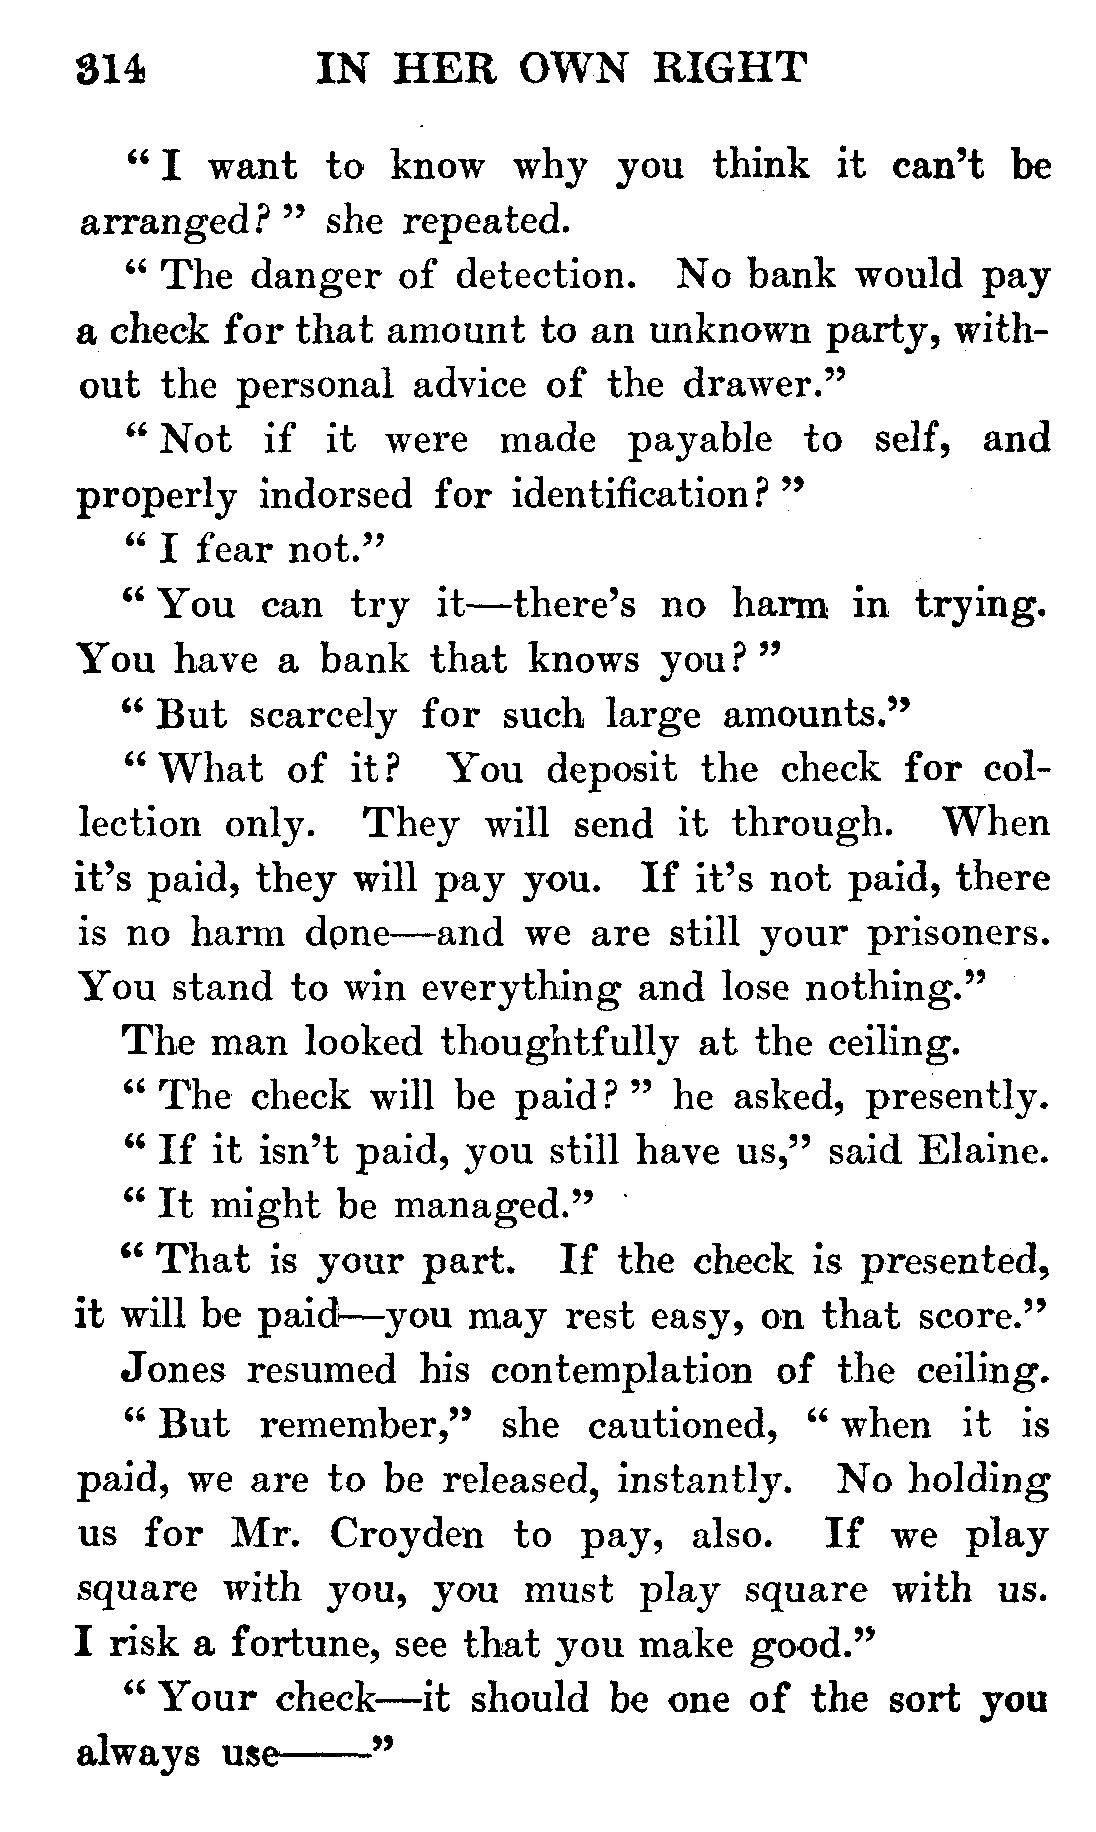 314 IN HER OWN RIGHT
“ I want to know why you think it can’t be
arranged? ” she repeated.
“ The danger of detection. No bank would pay
a check for that amount to an unknown party, with-
out the personal advice of the drawer.”
“ Not if it were made payable to self, and
properly indorsed for identification? ”
“ I fear not.”
“ You can try it—there’s no harm in trying.
You have a bank that knows you? ”
“ But scarcely for such large amounts.”
“ What of it? You deposit the check for col-
lection only. They will send it through. When
it’s paid, they will pay you. If it’s not paid, there
is no harm done—and we are still your prisoners.
You stand to win everything and lose nothing.”
The man looked thoughtfully at the ceiling.
“ The check will be paid? ” he asked, presently.
“ If it isn’t paid, you still have us,” said Elaine.
“ It might be managed.”
“ That is your part. If the check is presented,
it will be paid—you may rest easy, on that score.”
Jones resumed his contemplation of the ceiling.
“ But remember,” she cautioned, “ when it is
paid, we are to be released, instantly. No holding
us for Mr. Croyden to pay, also. If we play
square with you, you must play square with us.
I risk a fortune, see that you make good.”
“ Your check—it should be one of the sort you
always use——”